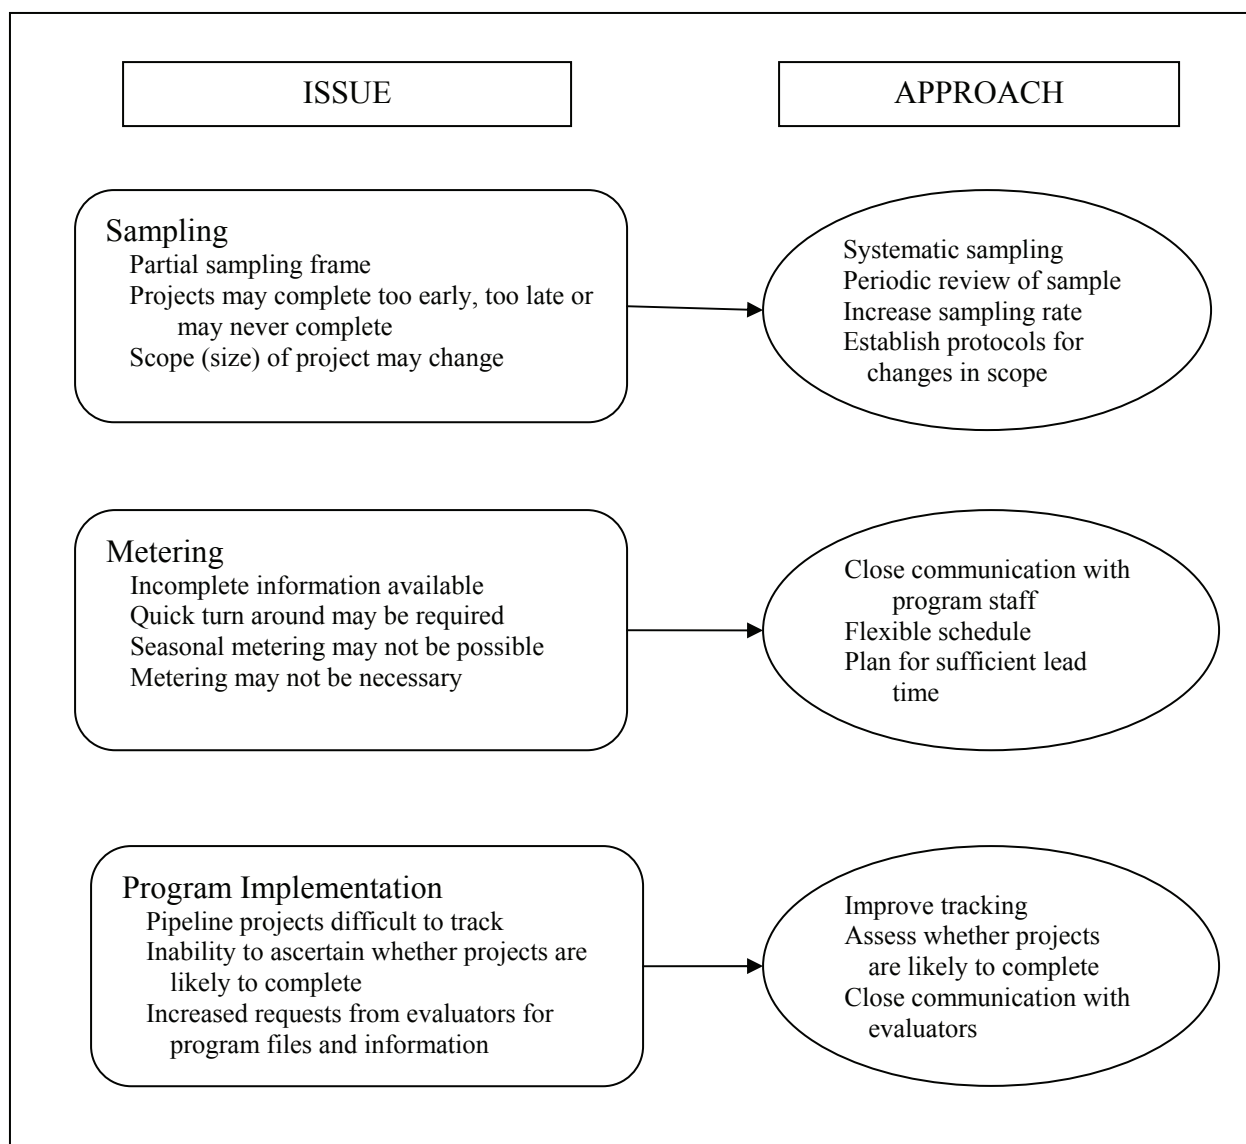 ISSUE
APPROACH
Sampling
Partial sampling frame
Projects may complete too early, too late or
may never complete
Scope (size) of project may change
Systematic sampling
Periodic review of sample
Increase sampling rate
Establish protocols for
changes in scope
Metering
Incomplete information available
Quick turn around may be required
Seasonal metering may not be possible
Metering may not be necessary
Close communication with
program staff
Flexible schedule
Plan for sufficient lead
time
Program Implementation
Pipeline projects difficult to track
Inability to ascertain whether projects are
likely to complete
Increased requests from evaluators for
program files and information
Improve tracking
Assess whether projects
are likely to complete
Close communication with
evaluators